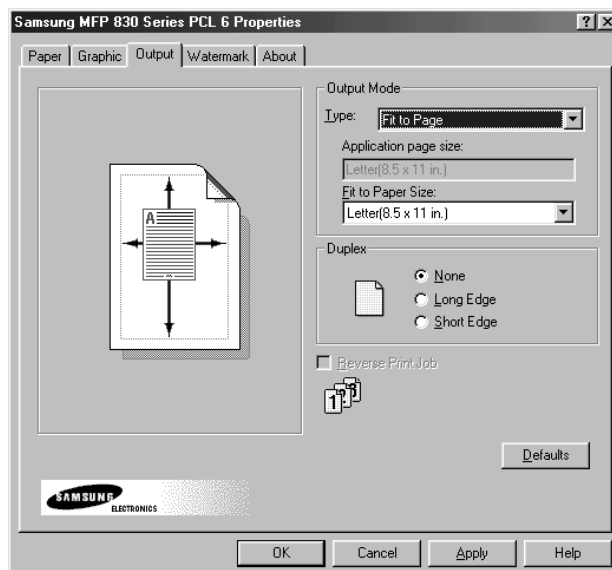 Samsung MFP 830 Series PCL 6 Properties
Paper
Graphic
Output
Watermark
About
Output Mode
Type:
Fit to Page
Application page size:
Letter(8.5 x 11 in.)
Fit to Paper Size:
Letter(8.5 x 11 in.)
A
Duplex
None
Long Edge
Short Edge
Reverse Print Job
1 2 3
Defaults
SAMSUNG
ELECTRONICS
OK
Cancel
Apply
Help